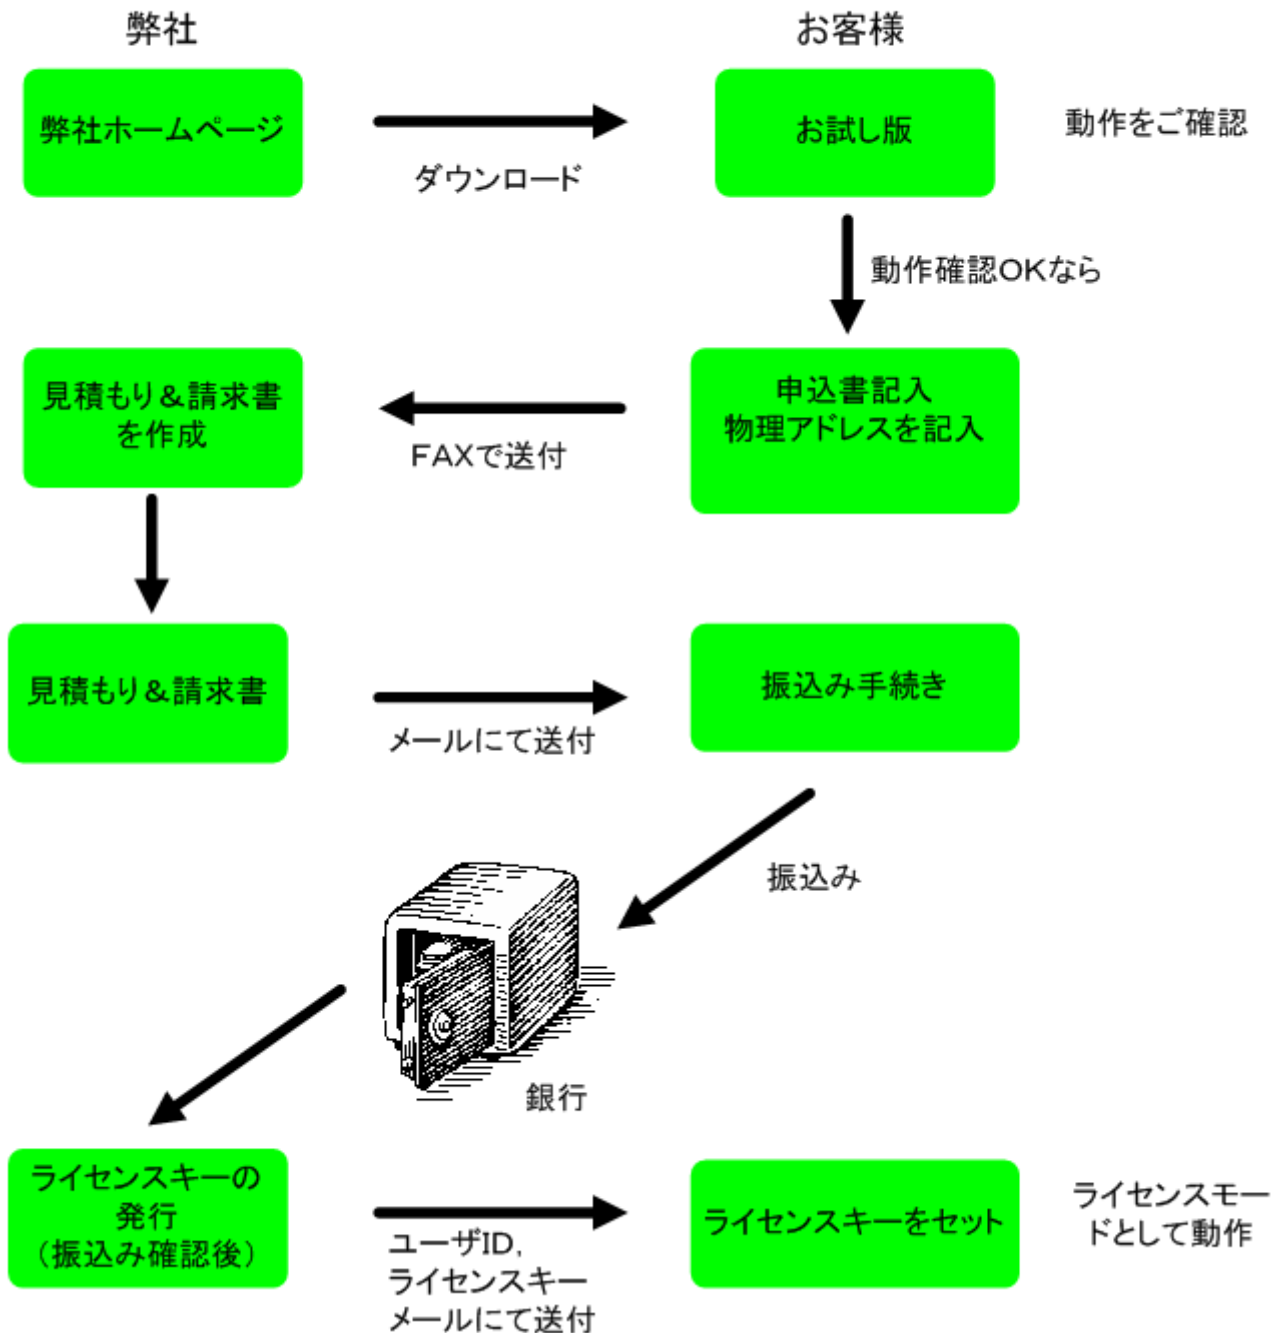 弊社
お客様
弊社ホームページ
ダウンロード
お試し版
動作をご確認
動作確認OKなら
見積もり＆請求書
を作成
FAXで送付
申込書記入
物理アドレスを記入
見積もり＆請求書
メールにて送付
振込み手続き
振込み
銀行
ライセンスキーの
発行
（振込み確認後）
ユーザID,
ライセンスキー
メールにて送付
ライセンスキーをセット
ライセンスモー
ドとして動作